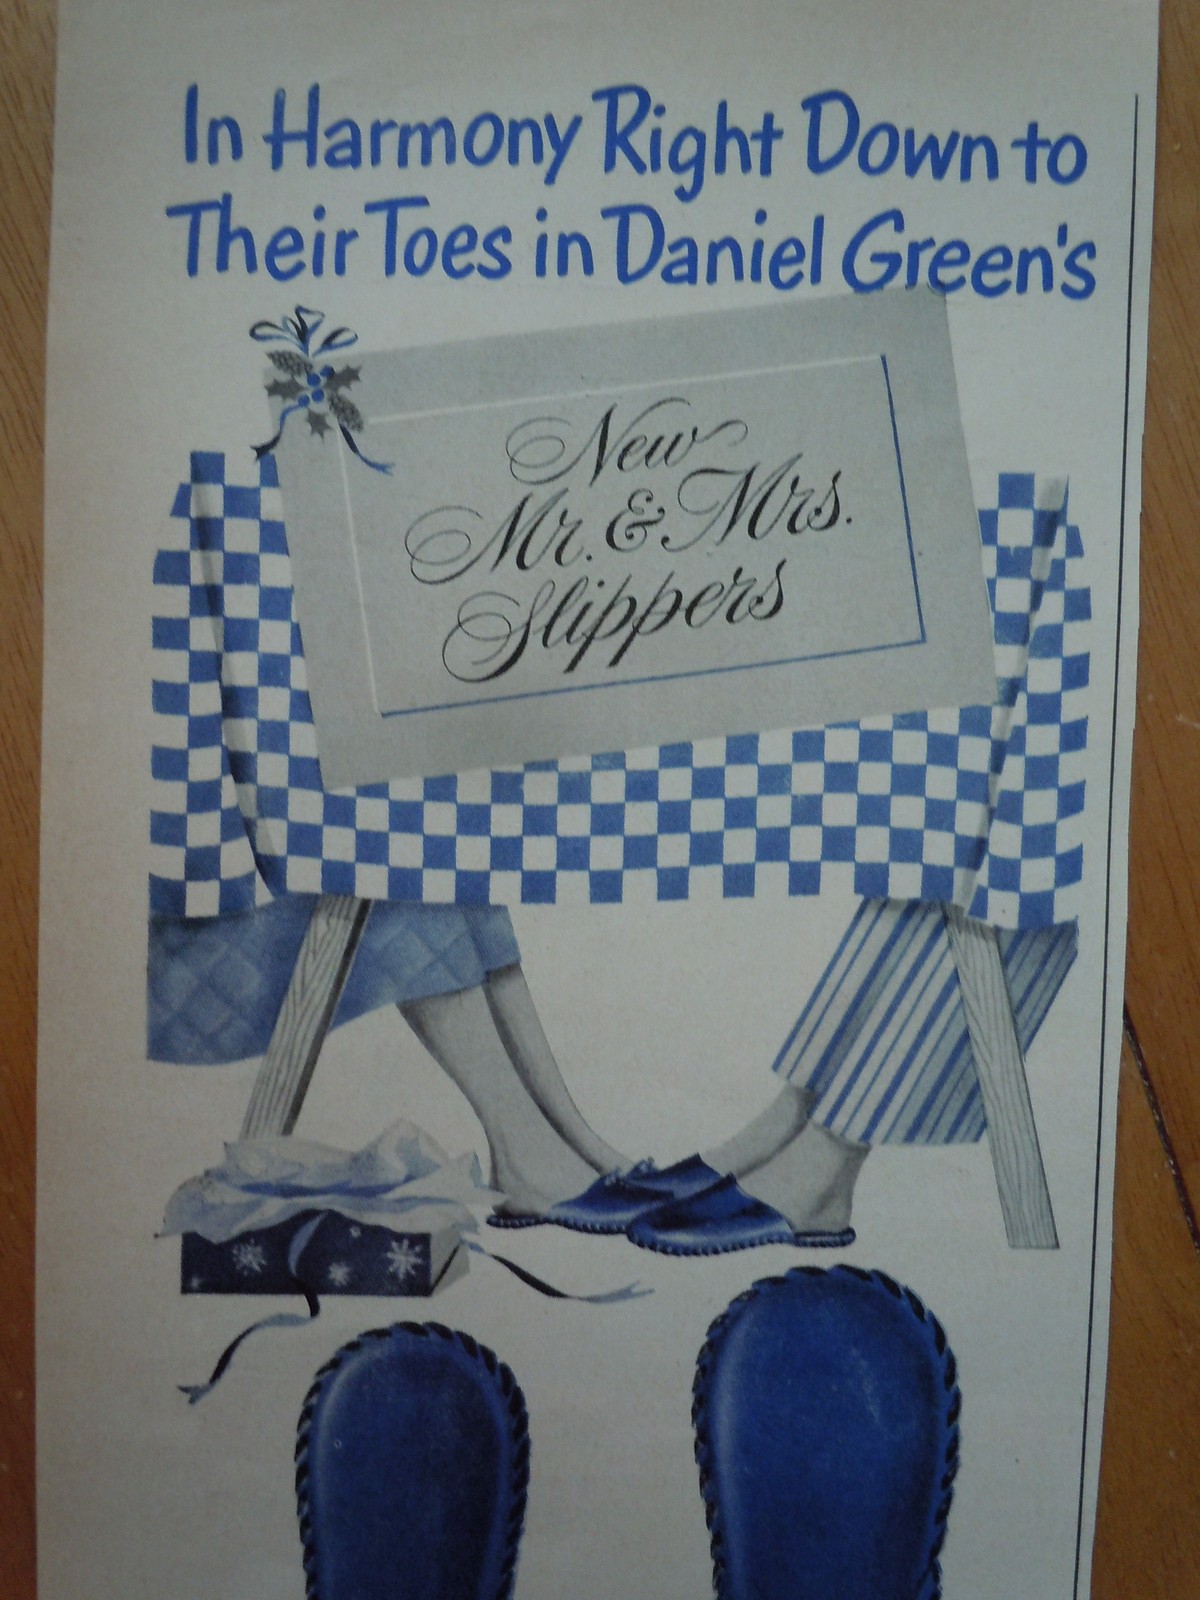 In Harmony Right Down to
Their Toes in Daniel Green's
New
Mr. & Mrs.
Slippers